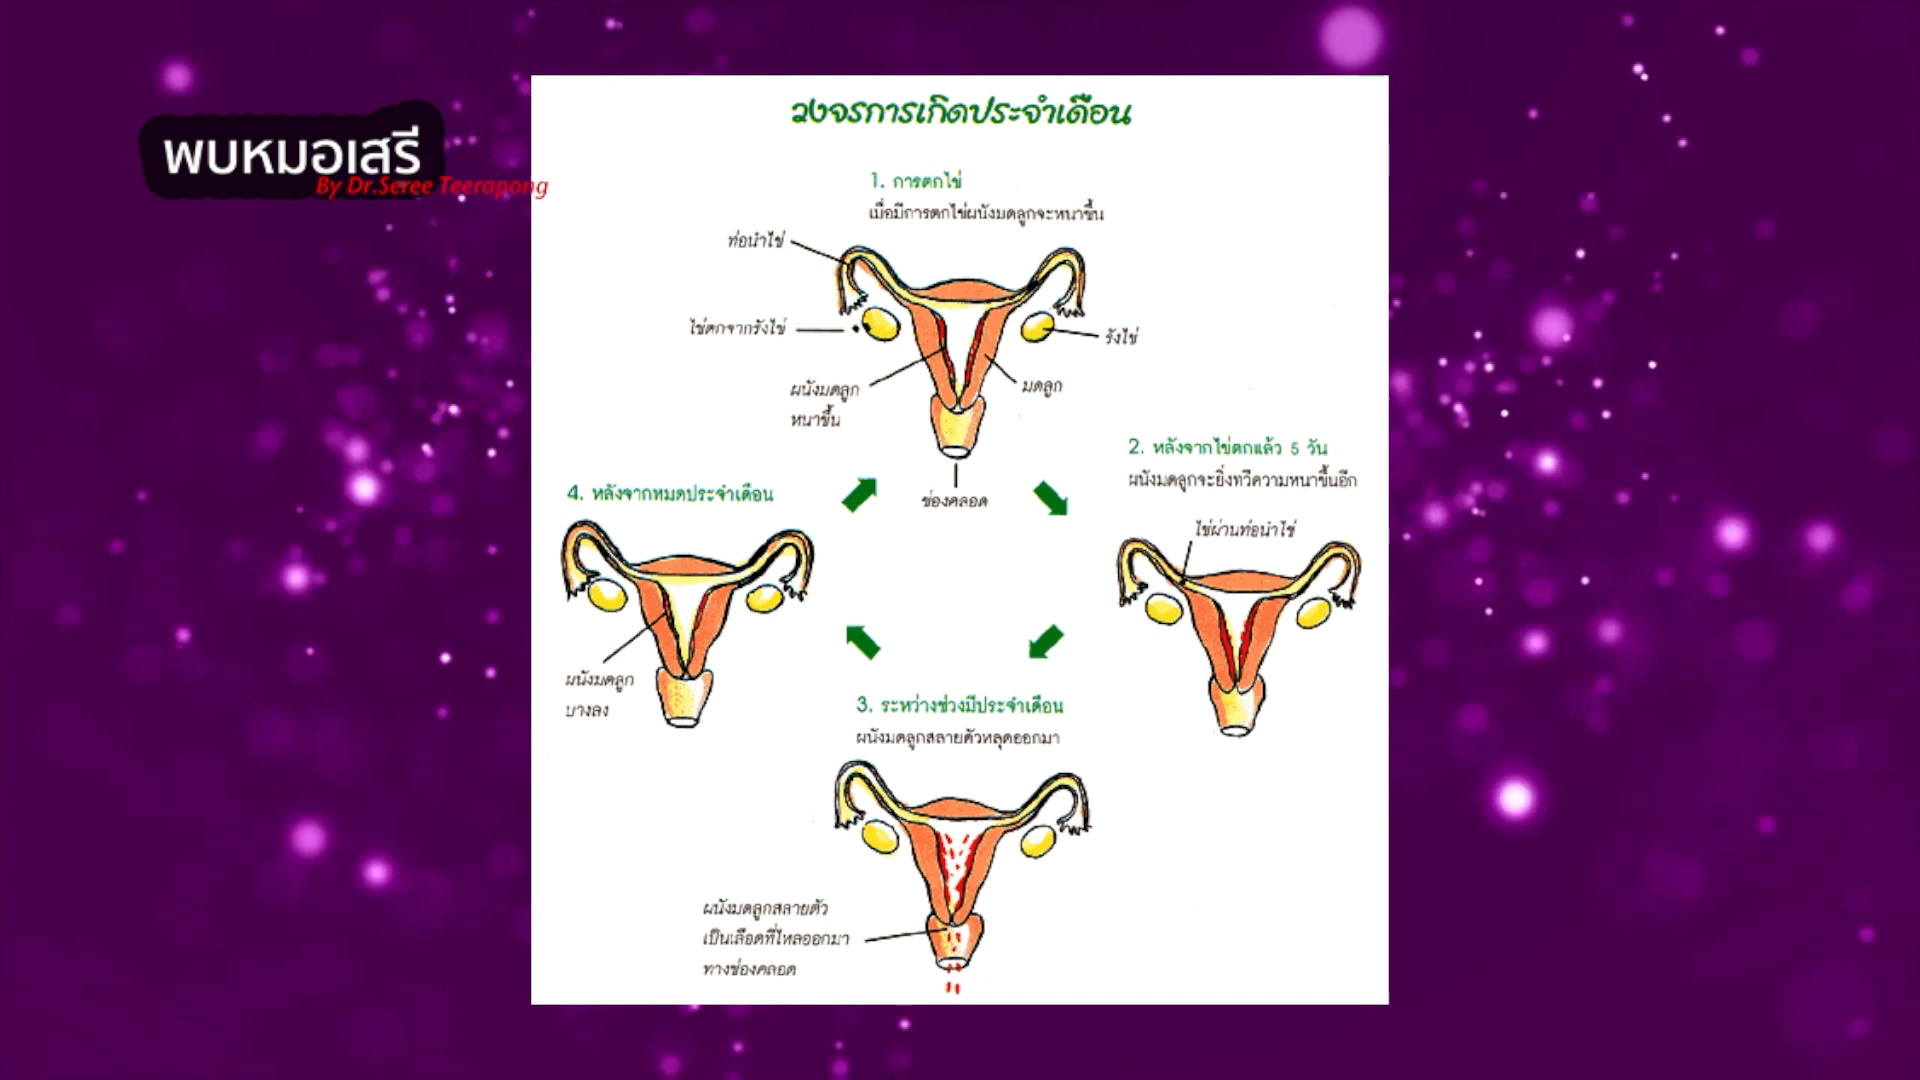 พบหมอเสรี
By Dr.Seree Teerapong
วงจรการเกิดประจำเดือน
1. การตกไข่
เมื่อมีการตกไข่ผนังมดลูกจะหนาขึ้น
ท่อนำไข่
ไข่ตกจากรังไข่
รังไข่
ผนังมดลูก
หนาขึ้น
มดลูก
ช่องคลอด
2. หลังจากไข่ตกแล้ว 5 วัน
ผนังมดลูกจะยิ่งทวีความหนาขึ้นอีก
ไข่ผ่านท่อนำไข่
3. ระหว่างช่วงมีประจำเดือน
ผนังมดลูกสลายตัวหลุดออกมา
ผนังมดลูกสลายตัว
เป็นเลือดที่ไหลออกมา
ทางช่องคลอด
4. หลังจากหมดประจำเดือน
ผนังมดลูก
บางลง